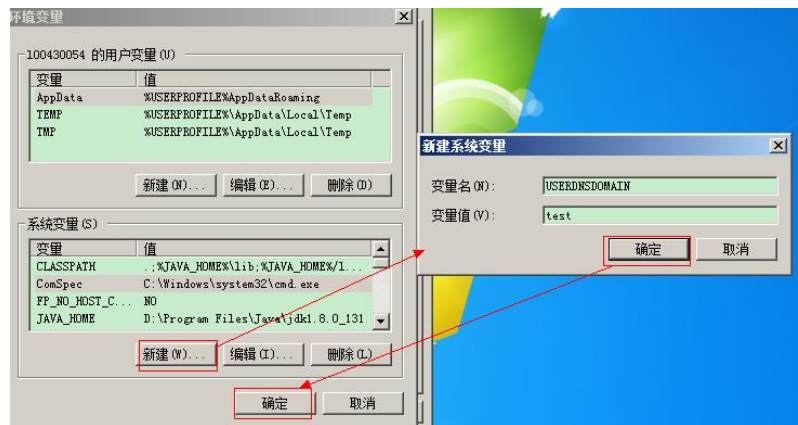 环境变量
100430054 的用户变量(U)
变量 值
AppData %USERPROFILE%AppDataRoaming
TEMP %USERPROFILE%\AppData\Local\Temp
TMP %USERPROFILE%\AppData\Local\Temp
新建(N)... 编辑(E)... 删除(D)
系统变量(S)
变量 值
CLASSPATH .;%JAVA_HOME%\lib;%JAVA_HOME%/l...
ComSpec C:\Windows\system32\cmd.exe
FP_NO_HOST_C... NO
JAVA_HOME D:\Program Files\Java\jdk1.8.0_131
新建(W)... 编辑(I)... 删除(L)
确定 取消
新建系统变量
变量名(N): USERDNSDOMAIN
变量值(V): test
确定 取消